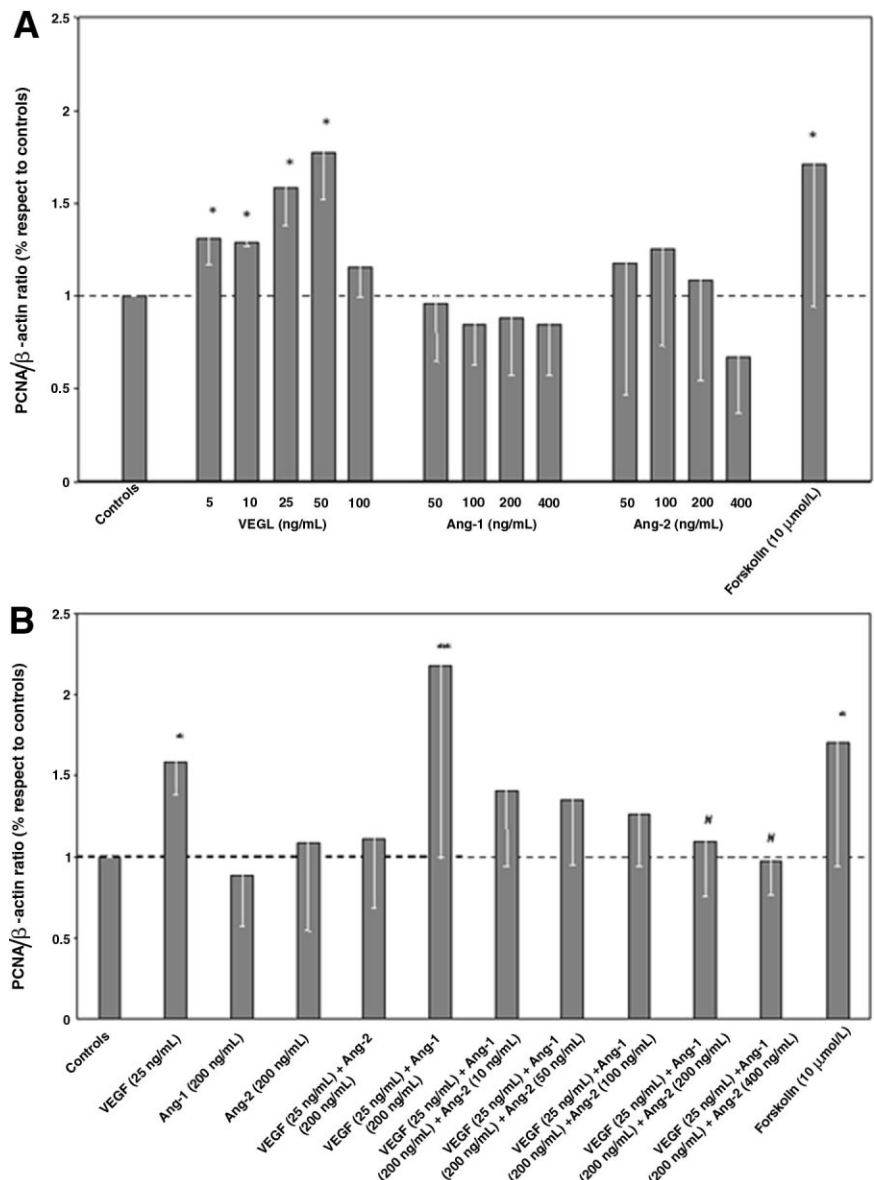 A
PCNA/β -actin ratio (% respect to controls)
2.5
2
1.5
1
0.5
0
* * * * *
Controls
5 10 25 50 100
VEGL (ng/mL)
50 100 200 400
Ang-1 (ng/mL)
50 100 200 400
Ang-2 (ng/mL)
Forskolin (10 μmol/L)
B
PCNA/β -actin ratio (% respect to controls)
2.5
2
1.5
1
0.5
0
* ** # # *
Controls
VEGF (25 ng/mL)
Ang-1 (200 ng/mL)
Ang-2 (200 ng/mL)
VEGF (25 ng/mL) + Ang-2
(200 ng/mL)
VEGF (25 ng/mL) + Ang-1
(200 ng/mL)
VEGF (25 ng/mL) + Ang-1
(200 ng/mL) + Ang-2 (10 ng/mL)
VEGF (25 ng/mL) + Ang-1
(200 ng/mL) + Ang-2 (50 ng/mL)
VEGF (25 ng/mL) +Ang-1
(200 ng/mL) +Ang-2 (100 ng/mL)
VEGF (25 ng/mL) + Ang-1
(200 ng/mL) + Ang-2 (200 ng/mL)
VEGF (25 ng/mL) +Ang-1
(200 ng/mL) + Ang-2 (400 ng/mL)
Forskolin (10 μmol/L)